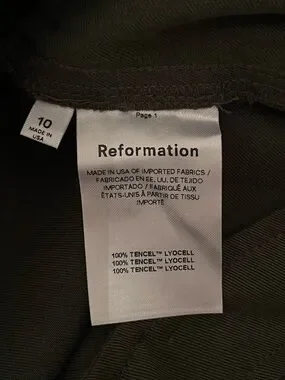 10
MADE IN
USA
Page 1
Reformation
MADE IN USA OF IMPORTED FABRICS /
FABRICADO EN EE. UU. DE TEJIDO
IMPORTADO / FABRIQUÉ AUX
ÉTATS-UNIS À PARTIR DE TISSU
IMPORTÉ
100% TENCEL™ LYOCELL
100% TENCEL™ LYOCELL
100% TENCEL™ LYOCELL